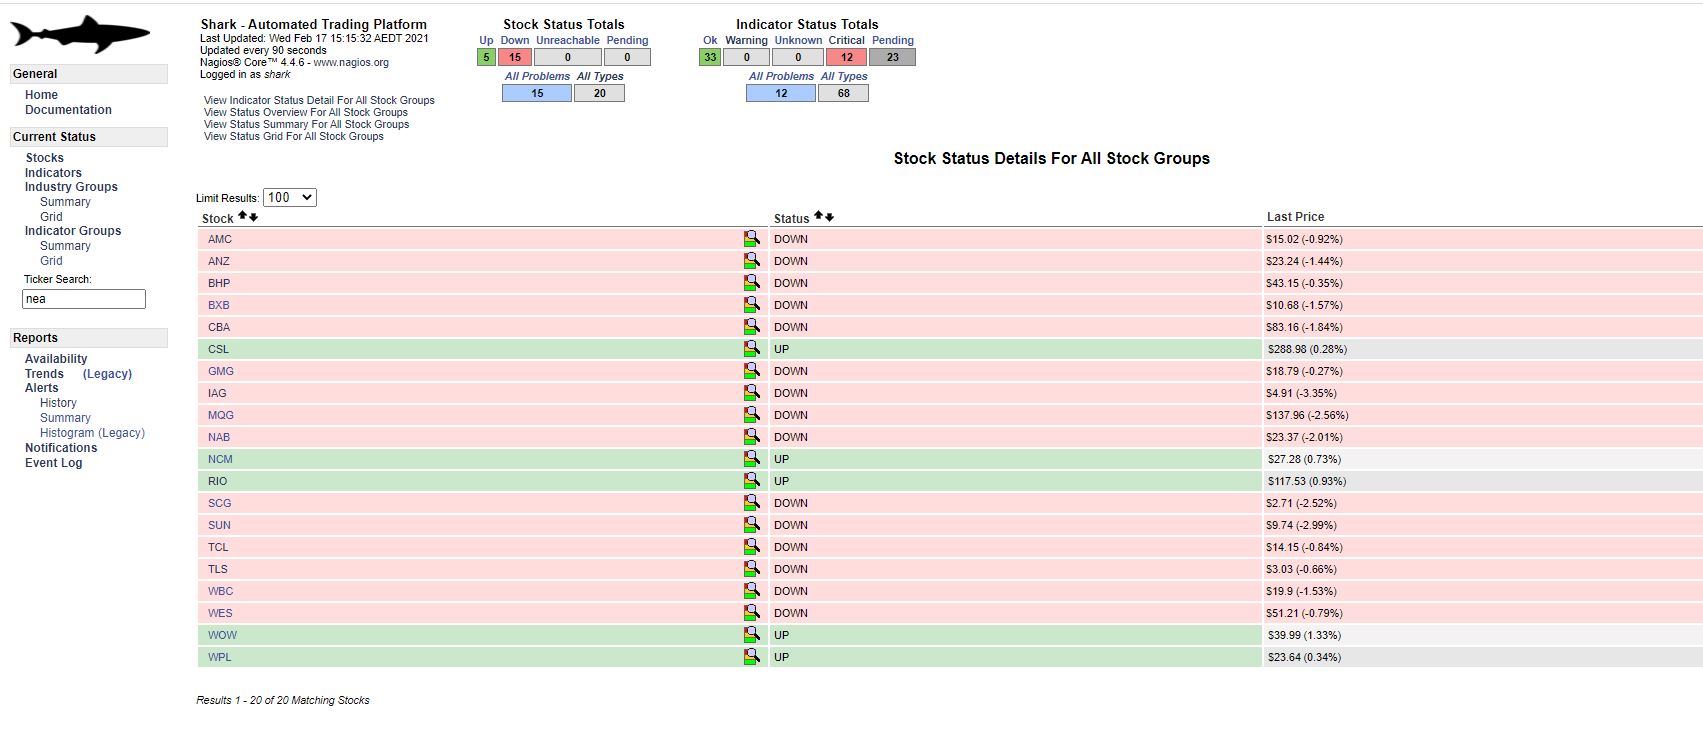 Shark - Automated Trading Platform
Last Updated: Wed Feb 17 15:15:32 AEDT 2021
Updated every 90 seconds
Nagios® Core™ 4.4.6 - www.nagios.org
Logged in as shark
View Indicator Status Detail For All Stock Groups
View Status Overview For All Stock Groups
View Status Summary For All Stock Groups
View Status Grid For All Stock Groups
Stock Status Totals
Up Down Unreachable Pending
5 15 0 0
All Problems All Types
15 20
Indicator Status Totals
Ok Warning Unknown Critical Pending
33 0 0 12 23
All Problems All Types
12 68
General
Home
Documentation
Current Status
Stocks
Indicators
Industry Groups
Summary
Grid
Indicator Groups
Summary
Grid
Ticker Search:
nea
Reports
Availability
Trends (Legacy)
Alerts
History
Summary
Histogram (Legacy)
Notifications
Event Log
Stock Status Details For All Stock Groups
Limit Results: 100
Stock Status Last Price
AMC DOWN $15.02 (-0.92%)
ANZ DOWN $23.24 (-1.44%)
BHP DOWN $43.15 (-0.35%)
BXB DOWN $10.68 (-1.57%)
CBA DOWN $83.16 (-1.84%)
CSL UP $288.98 (0.28%)
GMG DOWN $18.79 (-0.27%)
IAG DOWN $4.91 (-3.35%)
MQG DOWN $137.96 (-2.56%)
NAB DOWN $23.37 (-2.01%)
NCM UP $27.28 (0.73%)
RIO UP $117.53 (0.93%)
SCG DOWN $2.71 (-2.52%)
SUN DOWN $9.74 (-2.99%)
TCL DOWN $14.15 (-0.84%)
TLS DOWN $3.03 (-0.66%)
WBC DOWN $19.9 (-1.53%)
WES DOWN $51.21 (-0.79%)
WOW UP $39.99 (1.33%)
WPL UP $23.64 (0.34%)
Results 1 - 20 of 20 Matching Stocks